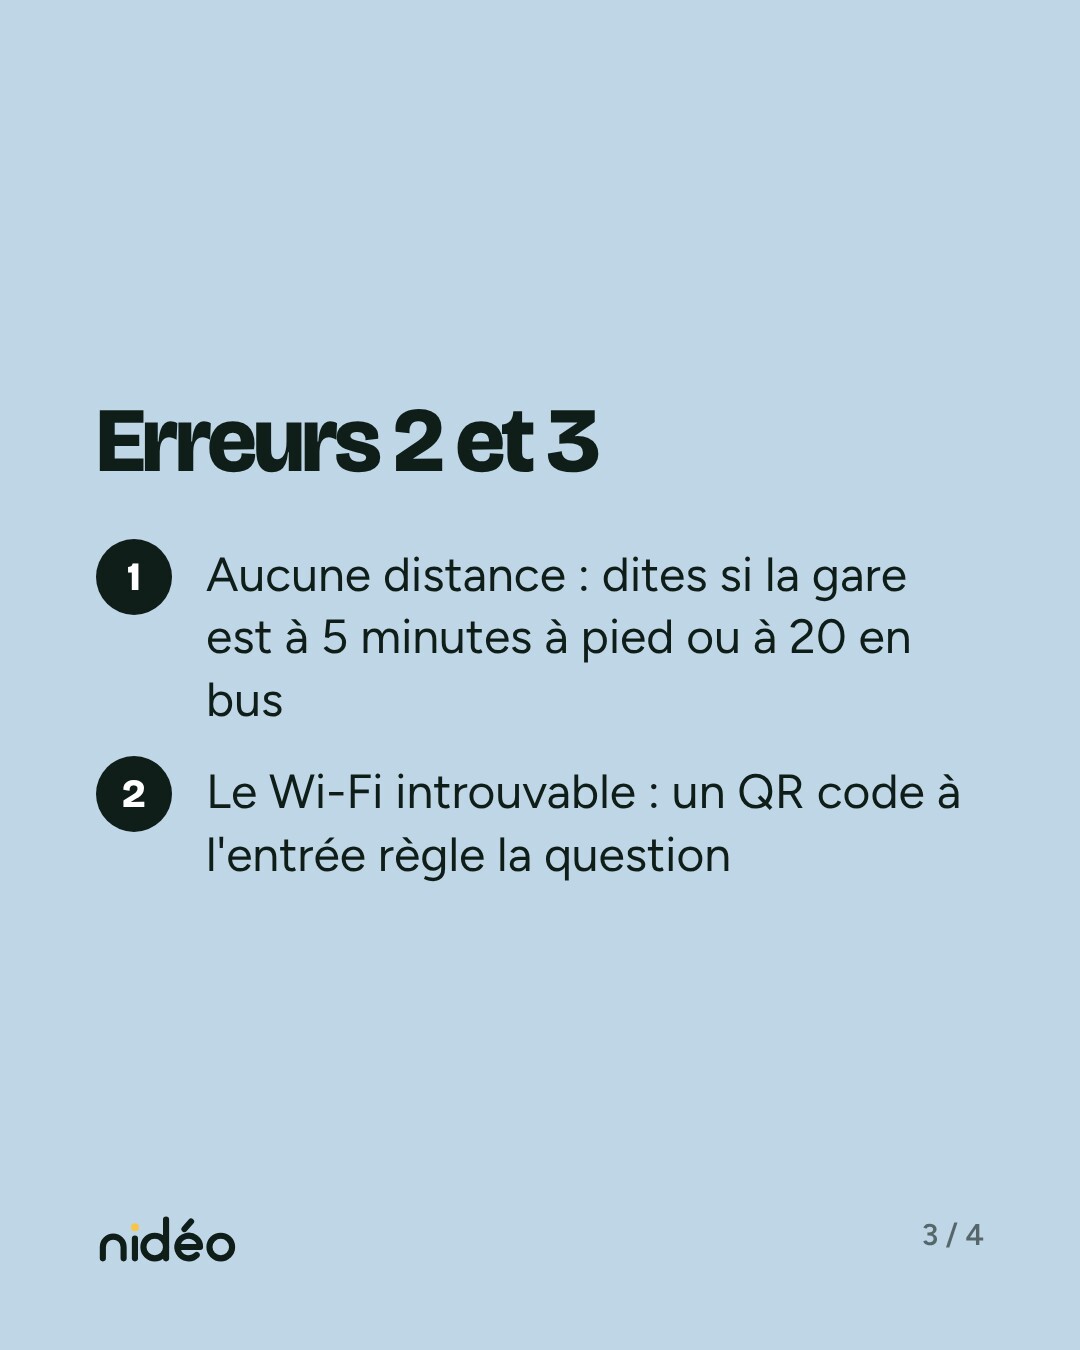 Erreurs 2 et 3
1 Aucune distance : dites si la gare
est à 5 minutes à pied ou à 20 en
bus
2 Le Wi-Fi introuvable : un QR code à
l'entrée règle la question
nidéo
3 / 4